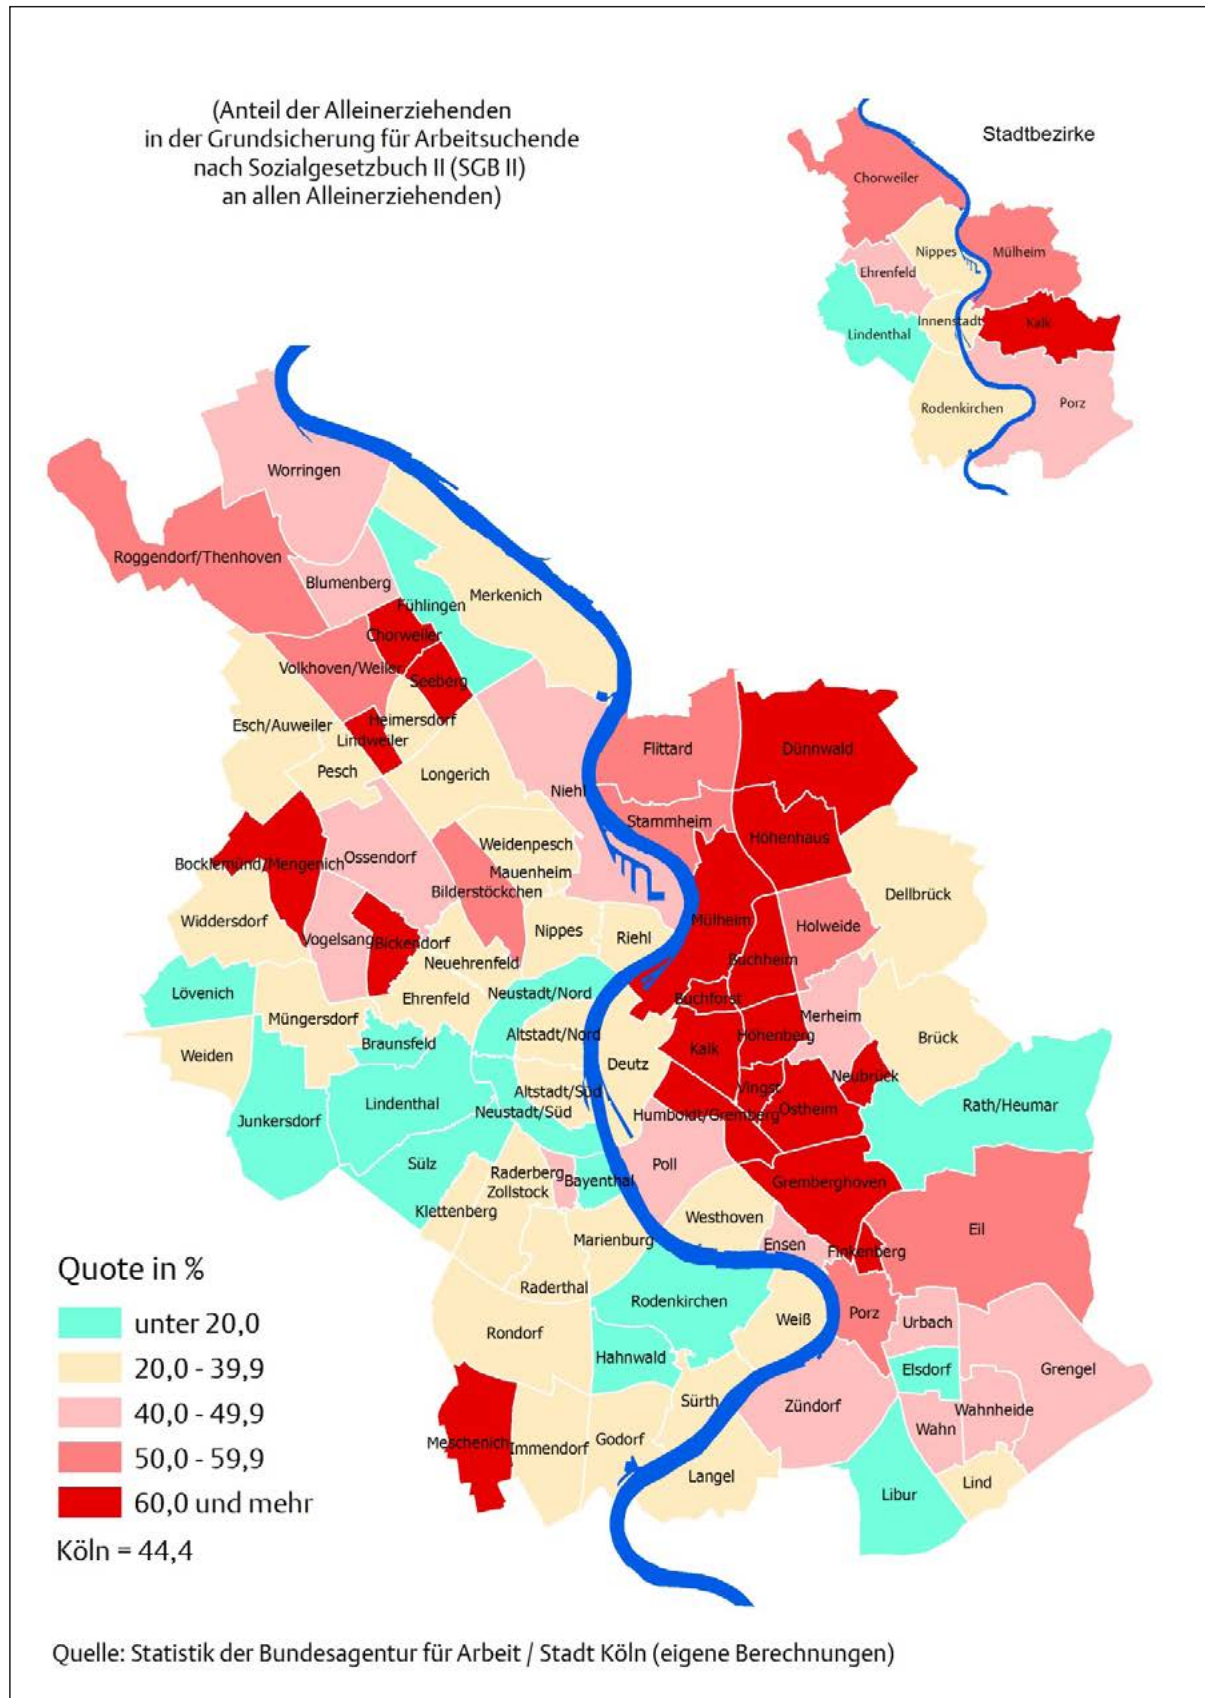 (Anteil der Alleinerziehenden
in der Grundsicherung für Arbeitsuchende
nach Sozialgesetzbuch II (SGB II)
an allen Alleinerziehenden)
Stadtbezirke
Chorweiler
Nippes
Mülheim
Ehrenfeld
Innenstadt
Kalk
Lindenthal
Rodenkirchen
Porz
Worringen
Roggendorf/Thenhoven
Blumenberg
Fühlingen
Merkenich
Chorweiler
Volkhoven/Weiler
Seeberg
Esch/Auweiler
Heimersdorf
Lindweiler
Pesch
Longerich
Niehl
Flittard
Dünnwald
Stammheim
Höhenhaus
Weidenpesch
Mauenheim
Bocklemünd/Mengenich
Ossendorf
Bilderstöckchen
Dellbrück
Widdersdorf
Vogelsang
Bickendorf
Nippes
Riehl
Mülheim
Holweide
Neuehrenfeld
Buchheim
Lövenich
Ehrenfeld
Neustadt/Nord
Buchforst
Müngersdorf
Merheim
Altstadt/Nord
Höhenberg
Brück
Weiden
Braunsfeld
Deutz
Kalk
Neubrück
Altstadt/Süd
Vingst
Lindenthal
Neustadt/Süd
Humboldt/Gremberg
Ostheim
Rath/Heumar
Junkersdorf
Sülz
Raderberg
Zollstock
Bayenthal
Poll
Gremberghoven
Klettenberg
Westhoven
Eil
Marienburg
Ensen
Finkenberg
Raderthal
Rodenkirchen
Weiß
Porz
Urbach
Rondorf
Hahnwald
Elsdorf
Grengel
Sürth
Zündorf
Wahnheide
Wahn
Meschenich
Immendorf
Godorf
Langel
Lind
Libur
Quote in %
unter 20,0
20,0 - 39,9
40,0 - 49,9
50,0 - 59,9
60,0 und mehr
Köln = 44,4
Quelle: Statistik der Bundesagentur für Arbeit / Stadt Köln (eigene Berechnungen)